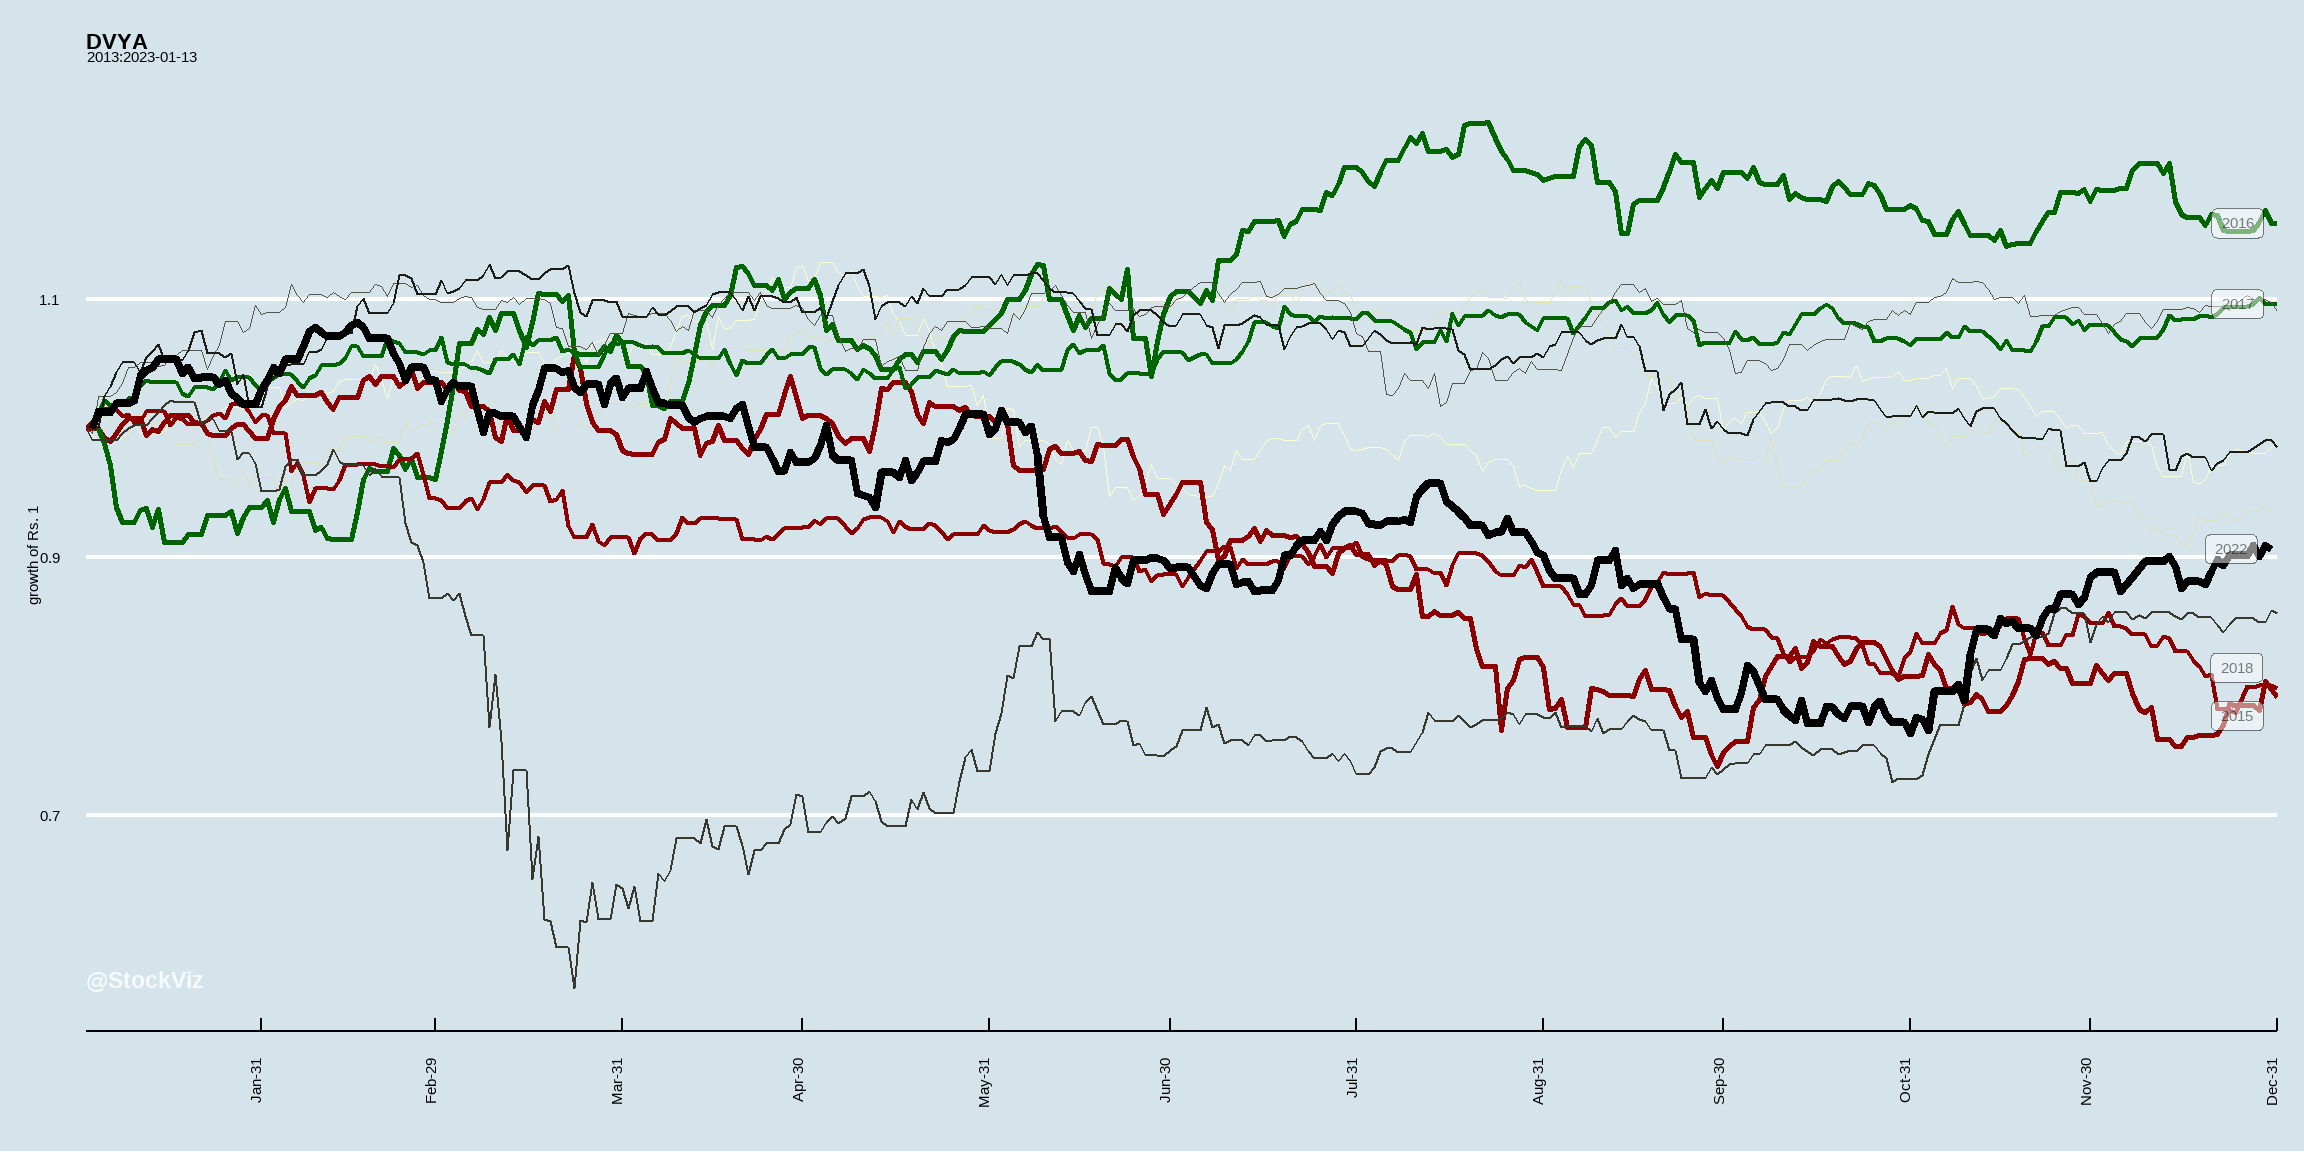 DVYA
2013:2023-01-13
growth of Rs. 1
1.1
0.9
0.7
2016
2017
2022
2018
2015
@StockViz
Jan-31
Feb-29
Mar-31
Apr-30
May-31
Jun-30
Jul-31
Aug-31
Sep-30
Oct-31
Nov-30
Dec-31